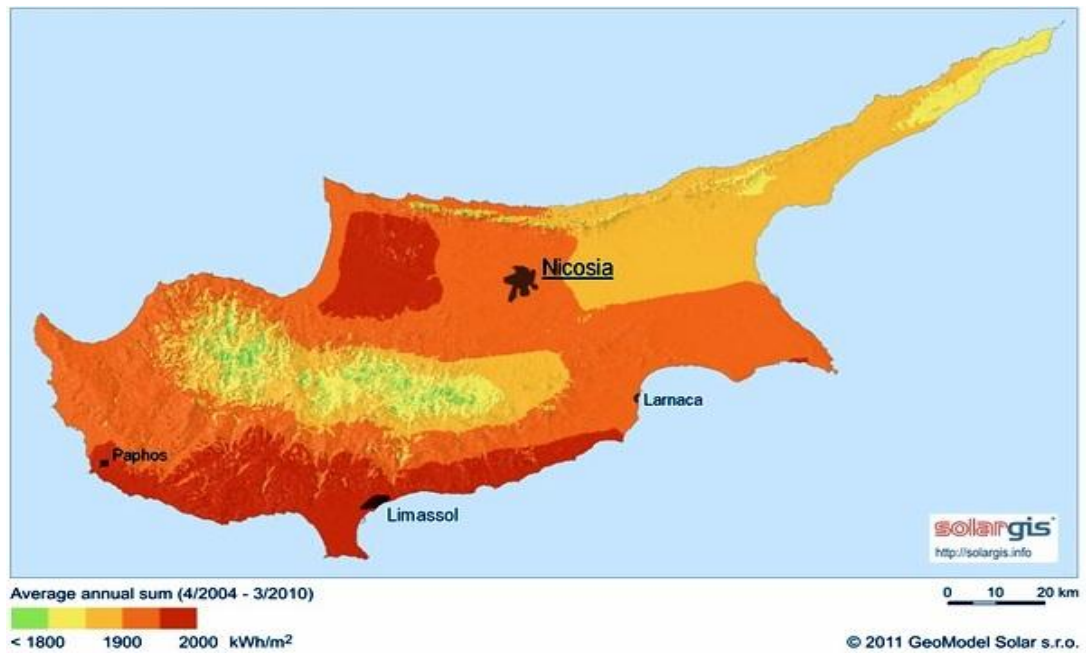 Nicosia
Larnaca
Paphos
Limassol
solargis
http://solargis.info
Average annual sum (4/2004 - 3/2010)
0 10 20 km
< 1800 1900 2000 kWh/m²
© 2011 GeoModel Solar s.r.o.